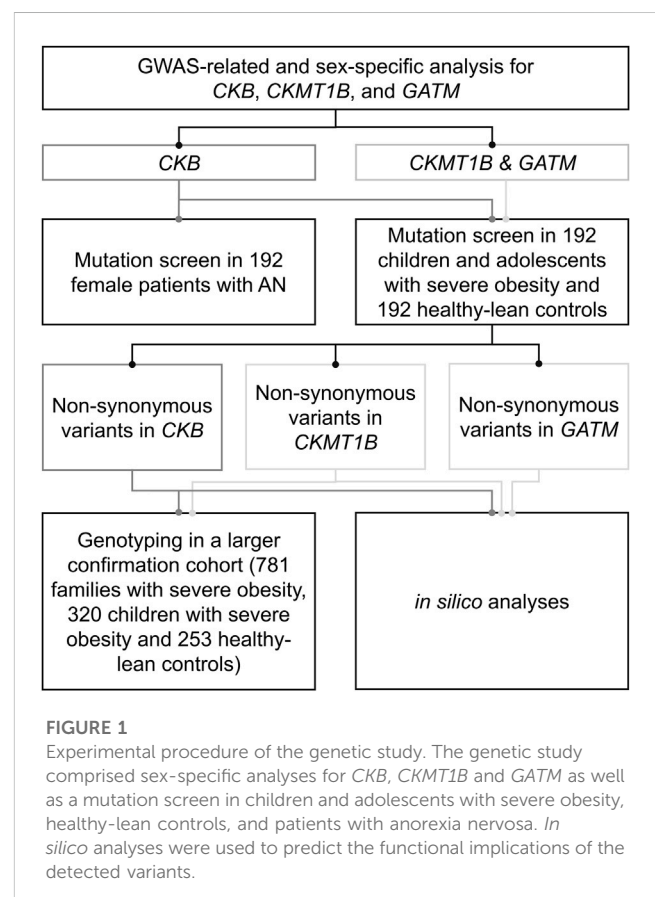 GWAS-related and sex-specific analysis for
CKB, CKMT1B, and GATM
CKB
CKMT1B & GATM
Mutation screen in 192
female patients with AN
Mutation screen in 192
children and adolescents
with severe obesity and
192 healthy-lean controls
Non-synonymous
variants in CKB
Non-synonymous
variants in
CKMT1B
Non-synonymous
variants in GATM
Genotyping in a larger
confirmation cohort (781
families with severe obesity,
320 children with severe
obesity and 253 healthy-
lean controls)
in silico analyses
FIGURE 1
Experimental procedure of the genetic study. The genetic study
comprised sex-specific analyses for CKB, CKMT1B and GATM as well
as a mutation screen in children and adolescents with severe obesity,
healthy-lean controls, and patients with anorexia nervosa. In
silico analyses were used to predict the functional implications of the
detected variants.